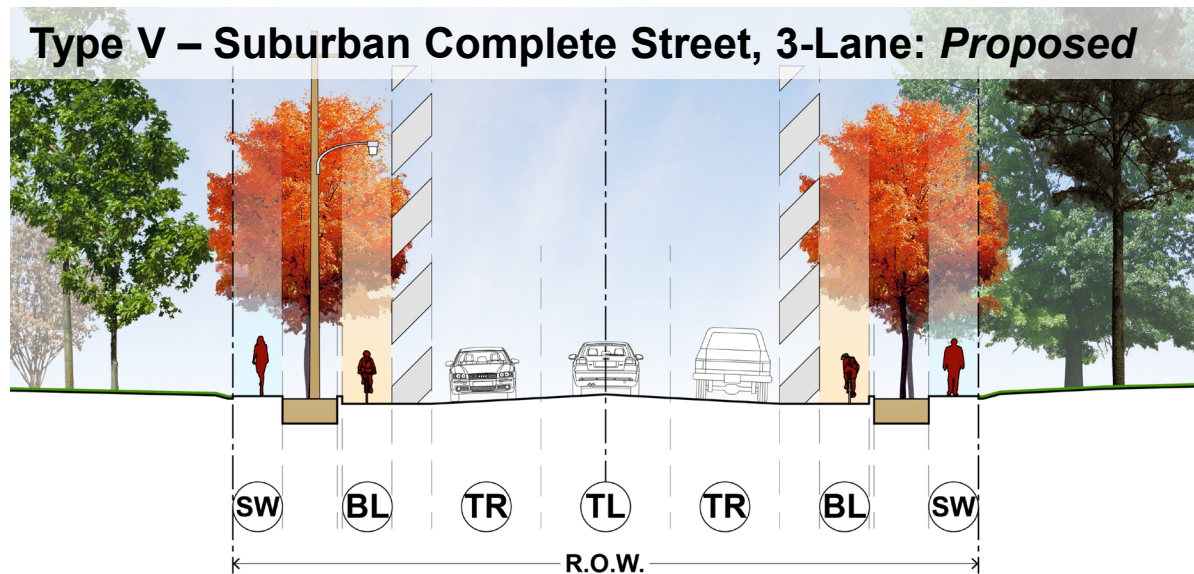 Type V – Suburban Complete Street, 3-Lane: Proposed
SW BL TR TL TR BL SW
R.O.W.